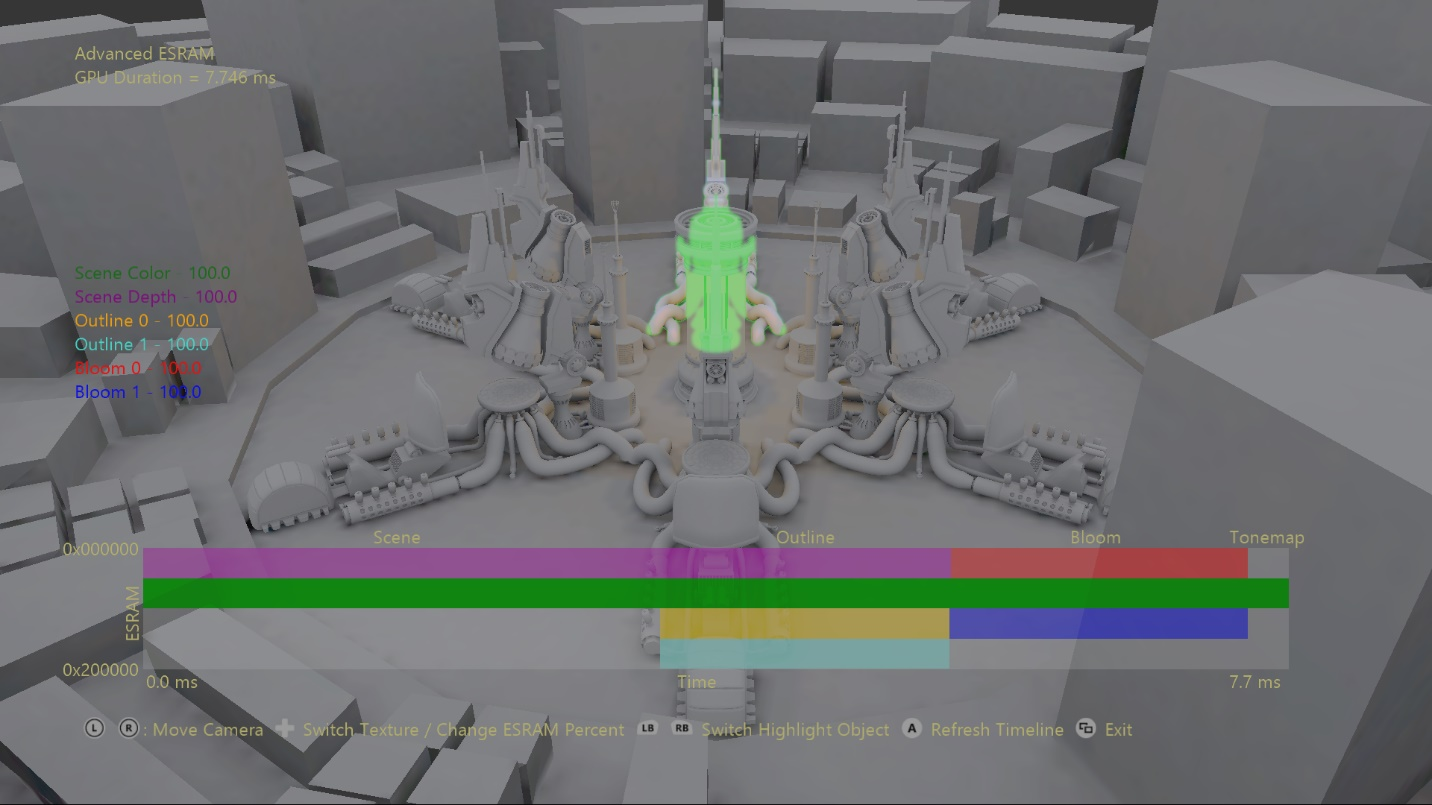 Advanced ESRAM
GPU Duration = 7.746 ms
Scene Color - 100.0
Scene Depth - 100.0
Outline 0 - 100.0
Outline 1 - 100.0
Bloom 0 - 100.0
Bloom 1 - 100.0
Scene Outline Bloom Tonemap
0x000000
ESRAM
0x200000
0.0 ms Time 7.7 ms
L R : Move Camera Switch Texture / Change ESRAM Percent LB RB Switch Highlight Object A Refresh Timeline Exit